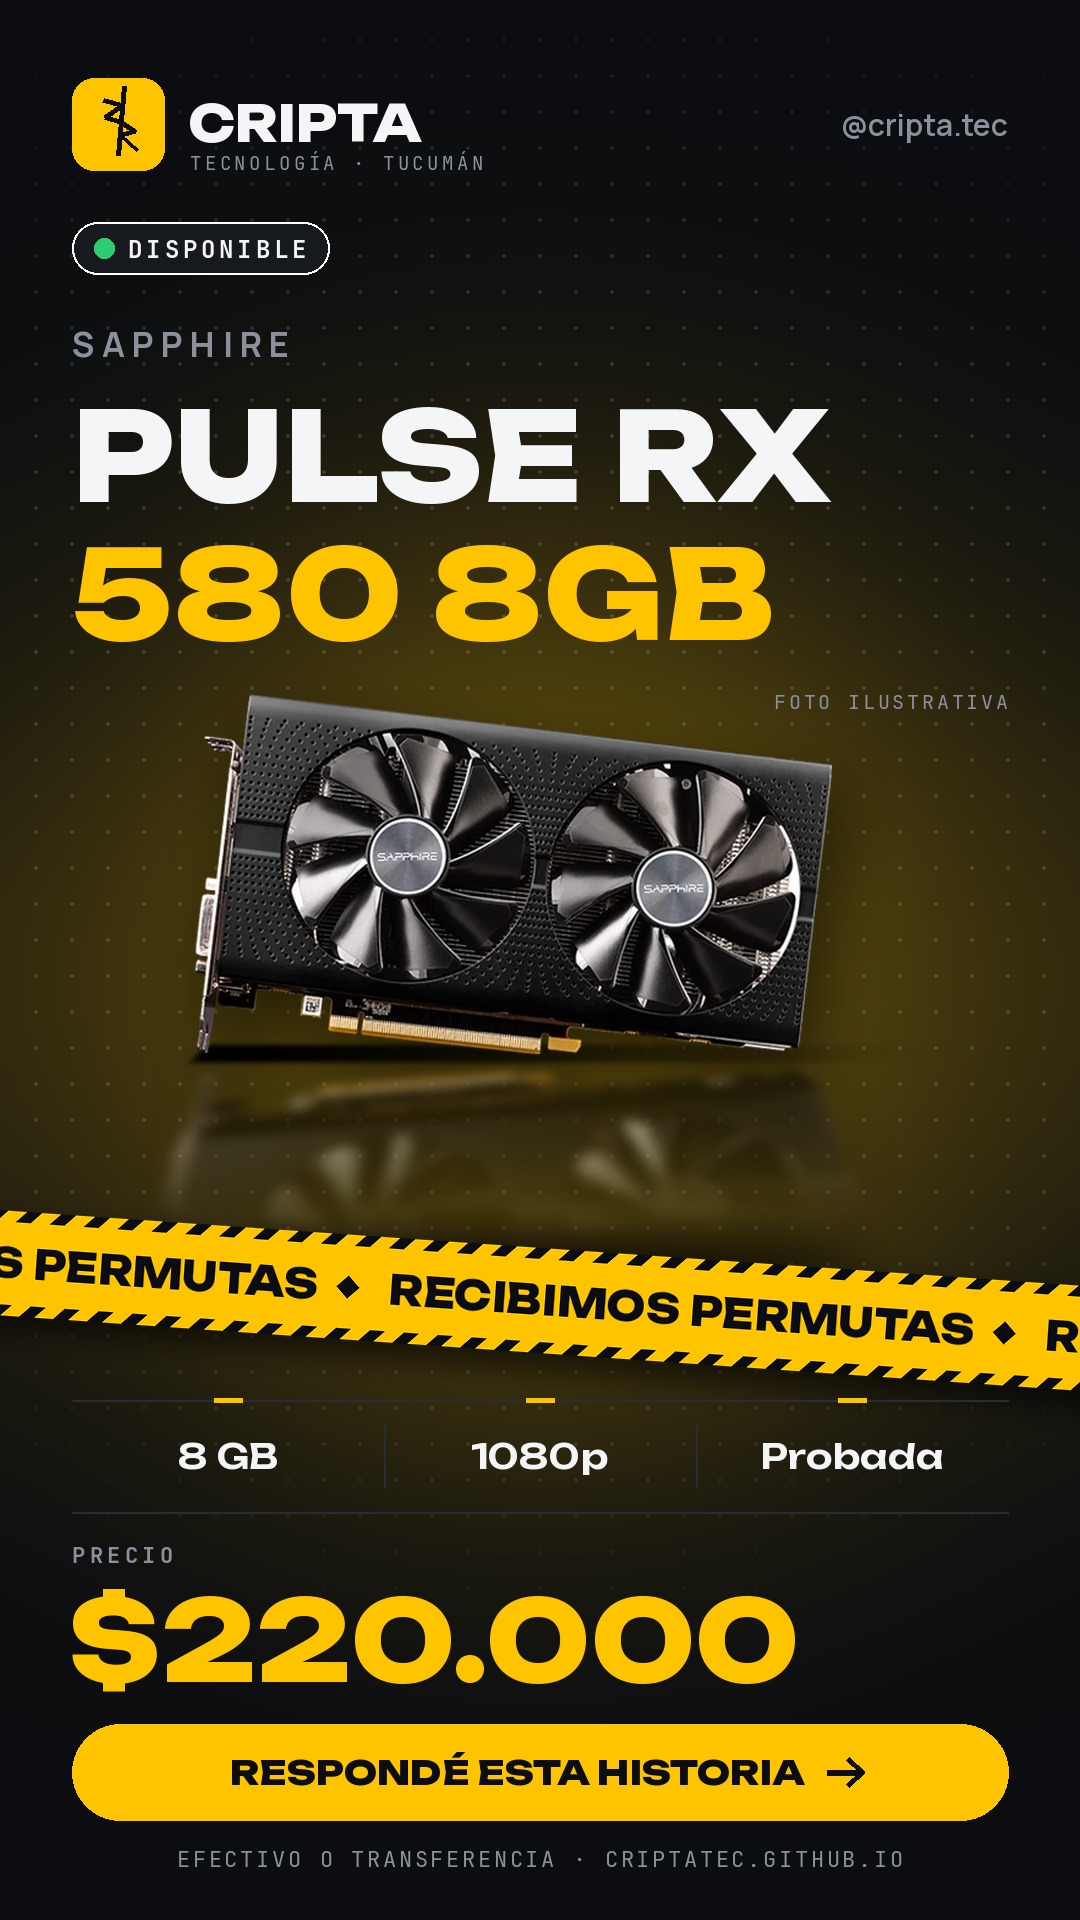 CRIPTA
TECNOLOGÍA · TUCUMÁN
@cripta.tec
DISPONIBLE
SAPPHIRE
PULSE RX
580 8GB
FOTO ILUSTRATIVA
SAPPHIRE
SAPPHIRE
S PERMUTAS ◆ RECIBIMOS PERMUTAS ◆ R
8 GB
1080p
Probada
PRECIO
$220.000
RESPONDÉ ESTA HISTORIA →
EFECTIVO O TRANSFERENCIA · CRIPTATEC.GITHUB.IO